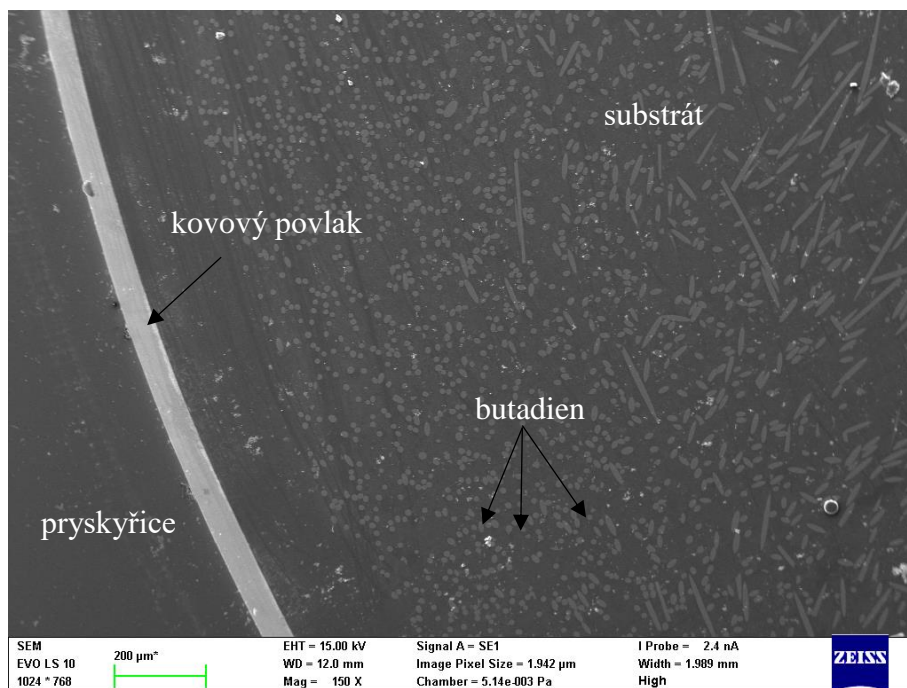 substrát
kovový povlak
butadien
pryskyřice
SEM
EVO LS 10
1024 * 768
200 µm*
EHT = 15.00 kV
WD = 12.0 mm
Mag = 150 X
Signal A = SE1
Image Pixel Size = 1.942 µm
Chamber = 5.14e-003 Pa
I Probe = 2.4 nA
Width = 1.989 mm
High
ZEISS